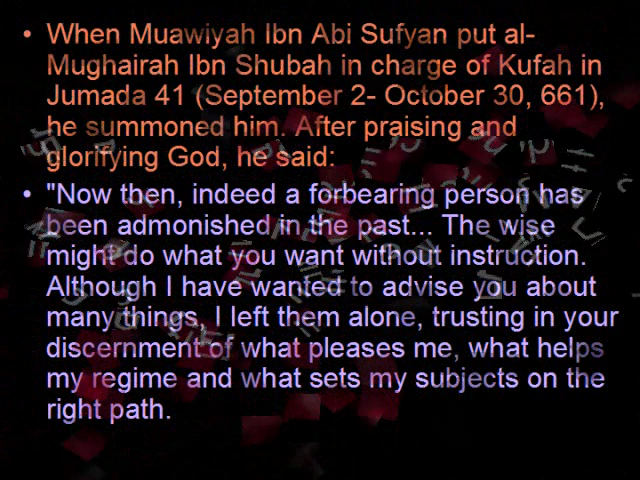 • When Muawiyah Ibn Abi Sufyan put al-
Mughairah Ibn Shubah in charge of Kufah in
Jumada 41 (September 2- October 30, 661),
he summoned him. After praising and
glorifying God, he said:
• "Now then, indeed a forbearing person has
been admonished in the past... The wise
might do what you want without instruction.
Although I have wanted to advise you about
many things, I left them alone, trusting in your
discernment of what pleases me, what helps
my regime and what sets my subjects on the
right path.